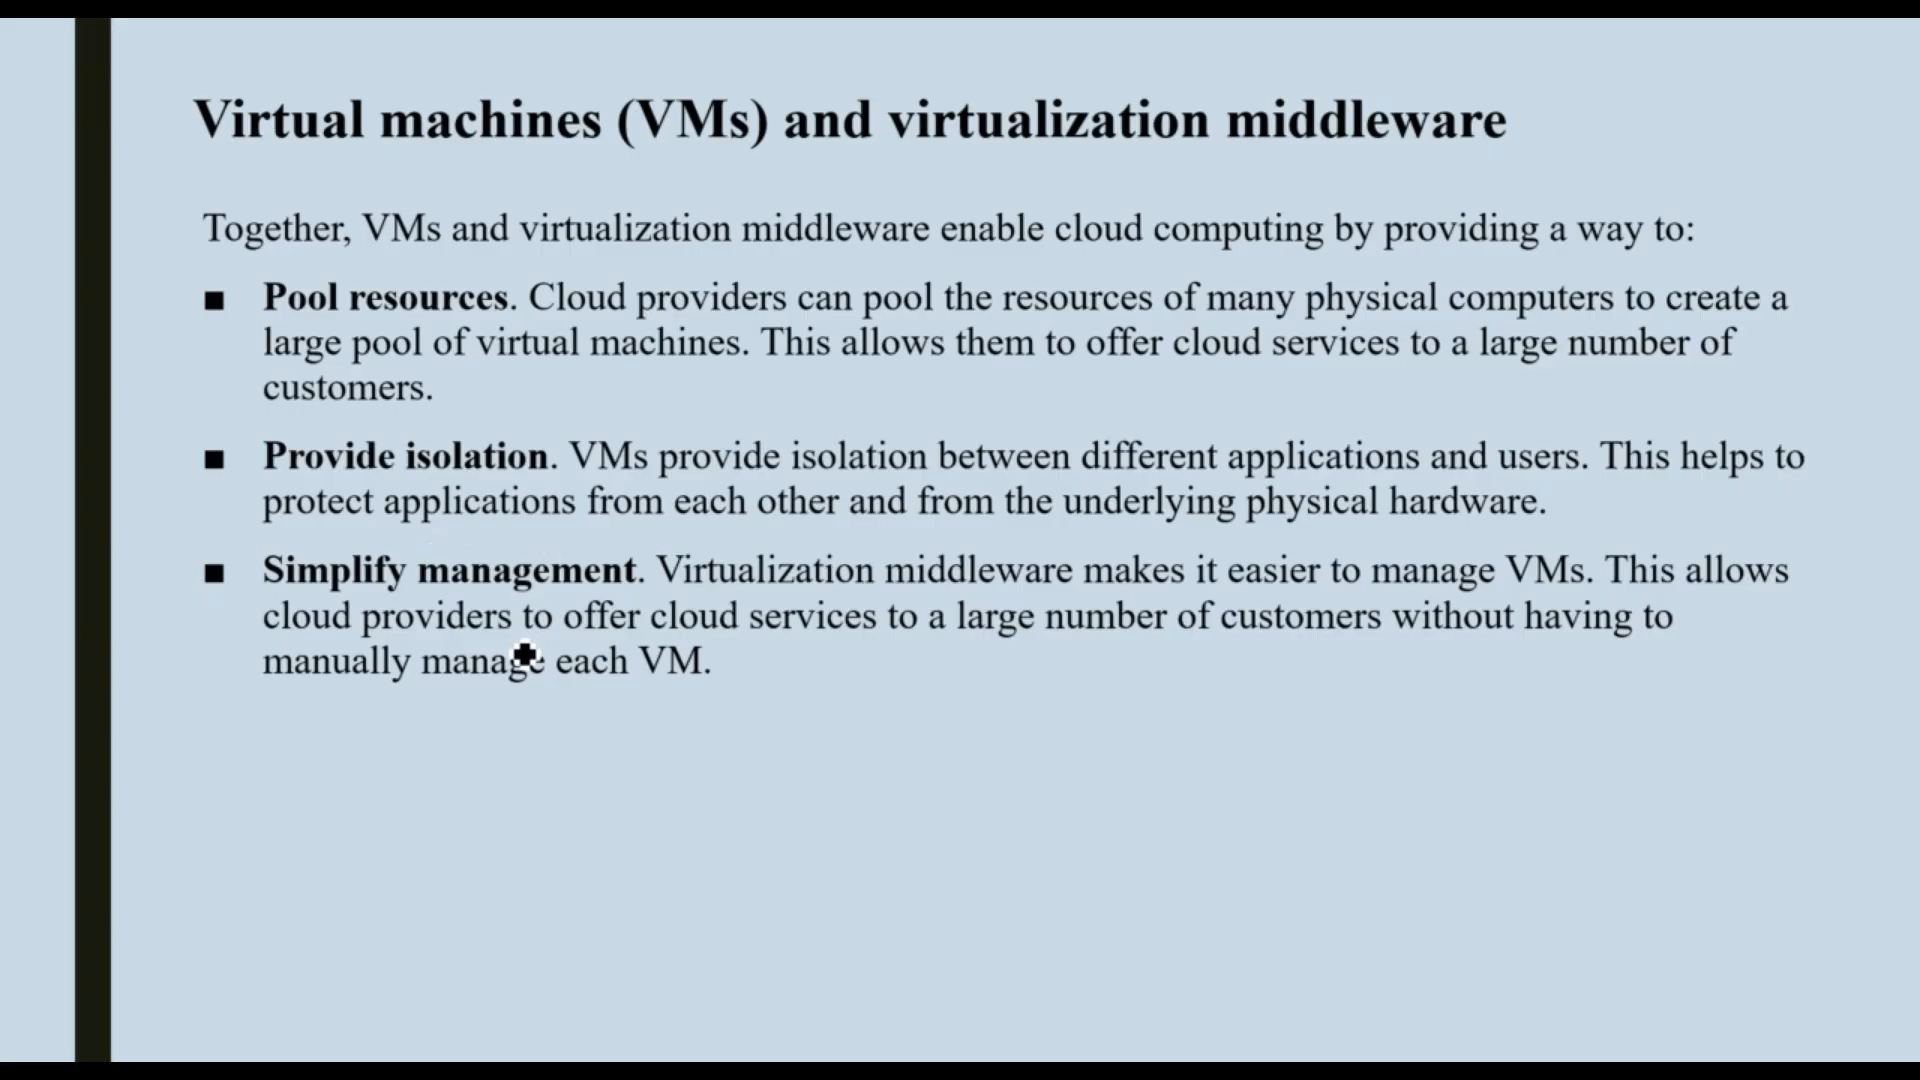 Virtual machines (VMs) and virtualization middleware
Together, VMs and virtualization middleware enable cloud computing by providing a way to:
■ Pool resources. Cloud providers can pool the resources of many physical computers to create a
large pool of virtual machines. This allows them to offer cloud services to a large number of
customers.
■ Provide isolation. VMs provide isolation between different applications and users. This helps to
protect applications from each other and from the underlying physical hardware.
■ Simplify management. Virtualization middleware makes it easier to manage VMs. This allows
cloud providers to offer cloud services to a large number of customers without having to
manually manage each VM.